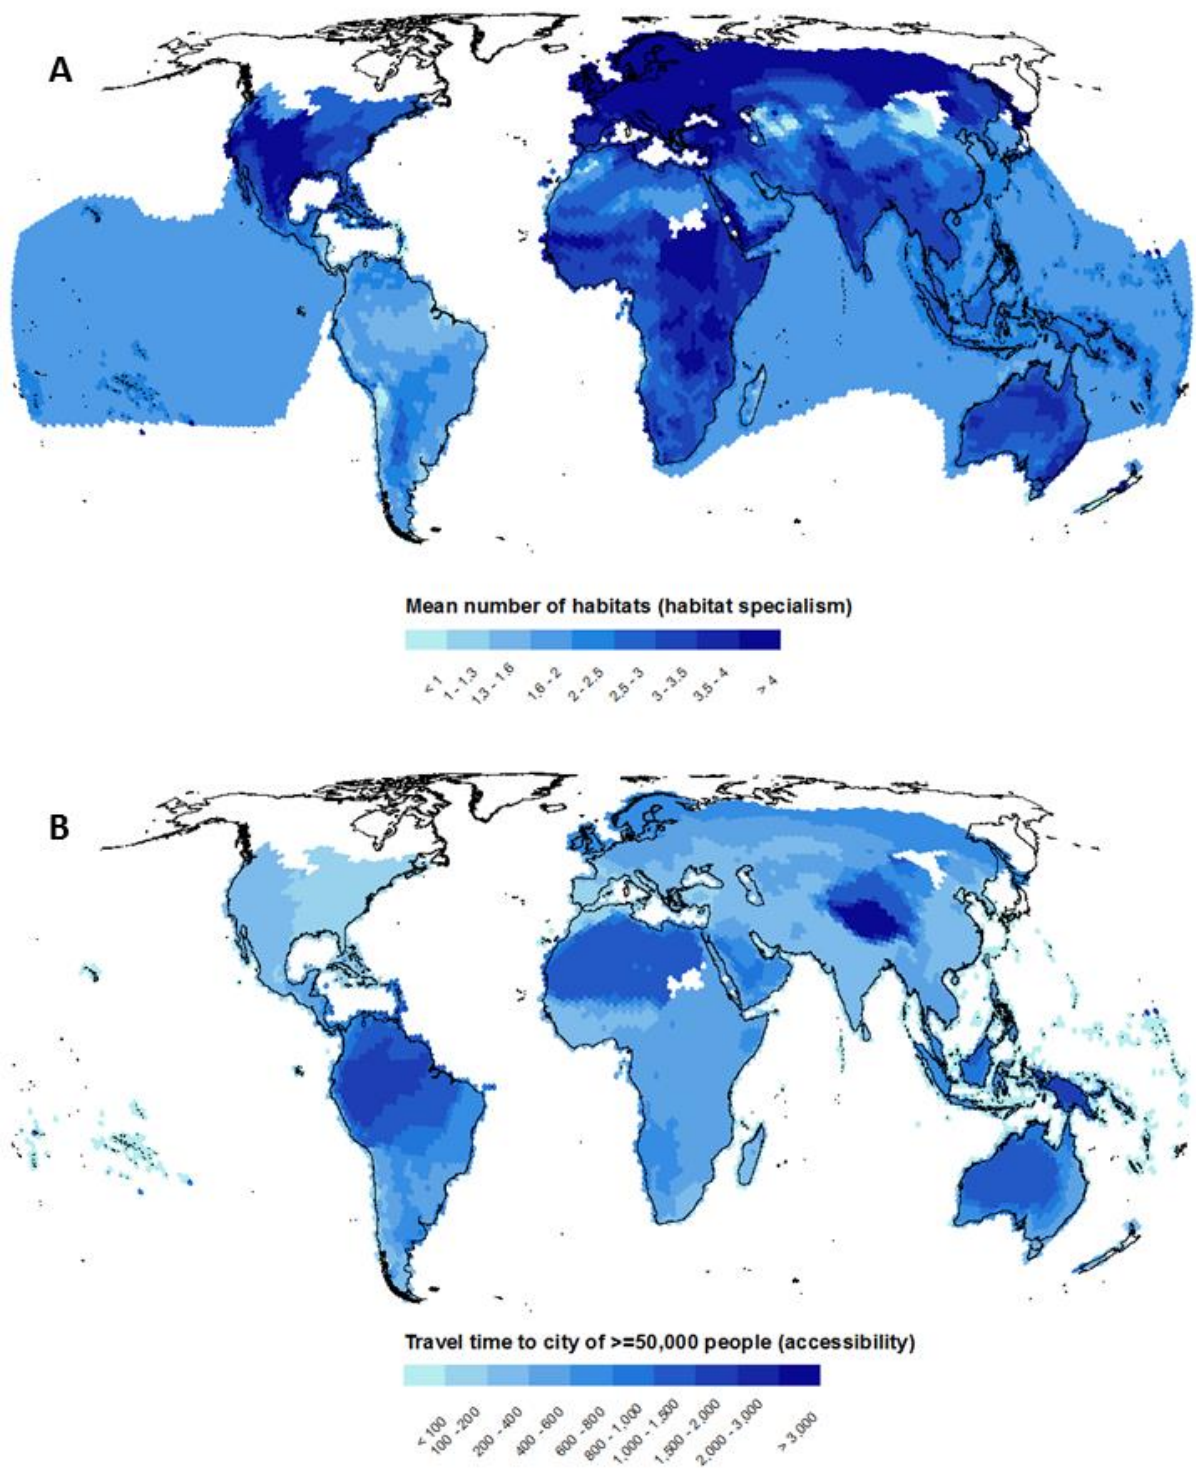 A
Mean number of habitats (habitat specialism)
< 1
1 - 1.3
1.3 - 1.6
1.6 - 2
2 - 2.5
2.5 - 3
3 - 3.5
3.5 - 4
> 4
B
Travel time to city of >=50,000 people (accessibility)
< 100
100 - 200
200 - 400
400 - 600
600 - 800
800 - 1,000
1,000 - 1,500
1,500 - 2,000
2,000 - 3,000
> 3,000